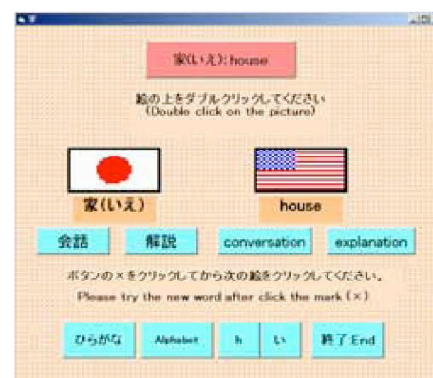 家(いえ): house
絵の上をダブルクリックしてください
(Double click on the picture)
家(いえ)
house
会話
解説
conversation
explanation
ボタンの×をクリックしてから次の絵をクリックしてください。
Please try the new word after click the mark (×)
ひらがな
Alphabet
h
い
終了End